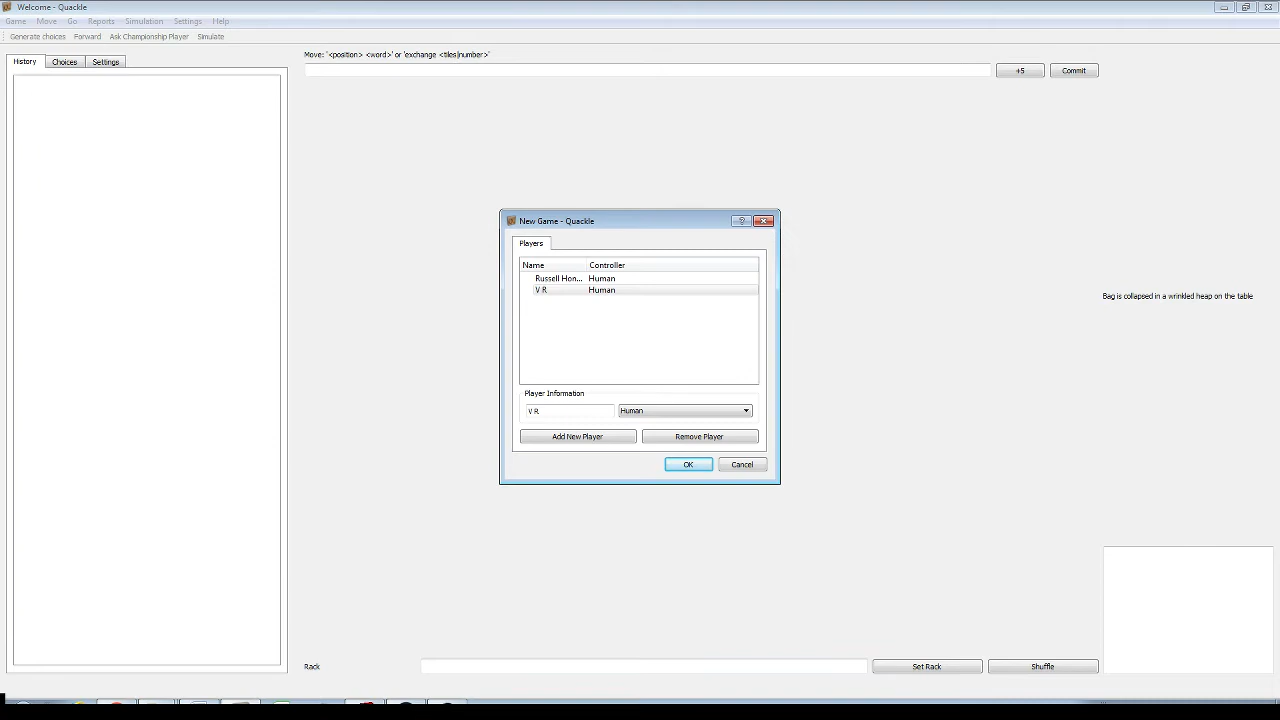 Welcome - Quackle
Game Move Go Reports Simulation Settings Help
Generate choices Forward Ask Championship Player Simulate
History Choices Settings
Move: '<position> <word>' or 'exchange <tiles|number>'
+5 Commit
New Game - Quackle
Players
Name Controller
Russell Hon... Human
V R Human
Player Information
V R Human
Add New Player Remove Player
OK Cancel
Bag is collapsed in a wrinkled heap on the table
Rack Set Rack Shuffle